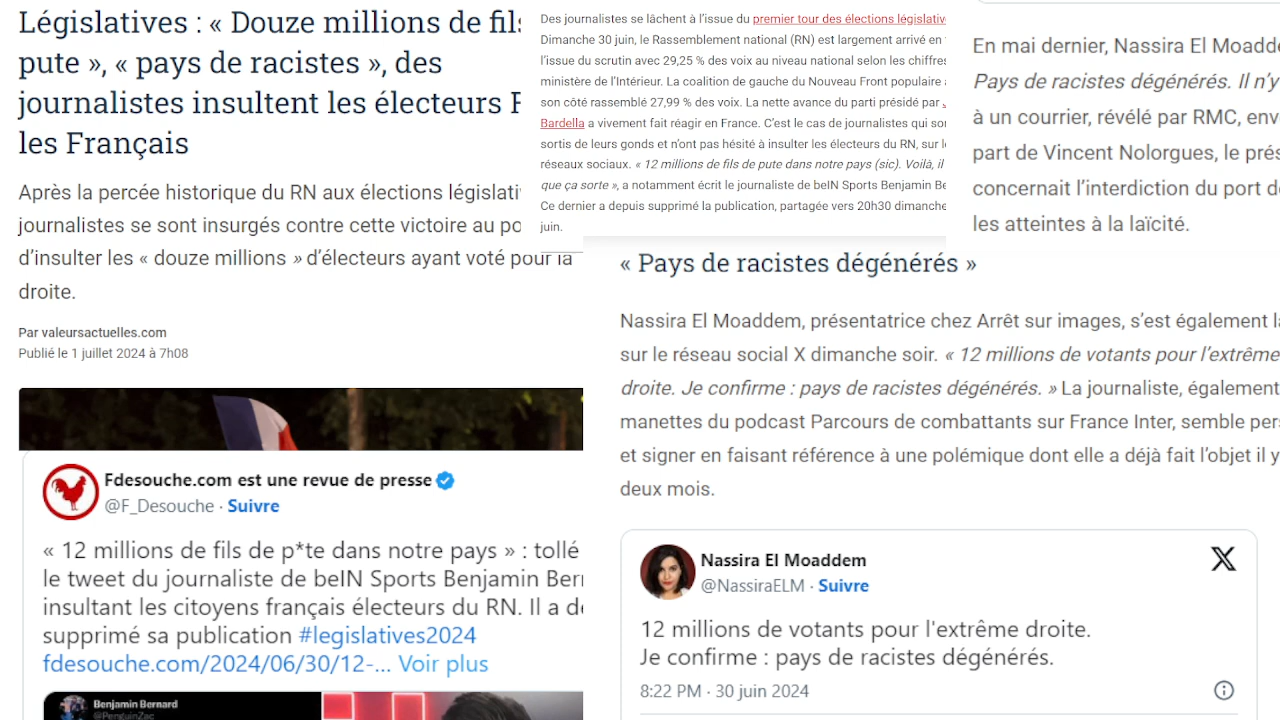 Législatives : « Douze millions de fils
pute », « pays de racistes », des
journalistes insultent les électeurs
les Français
Après la percée historique du RN aux élections
journalistes se sont insurgés contre cette victoire au
d’insulter les « douze millions » d’électeurs ayant voté pour la
droite.
Par valeursactuelles.com
Publié le 1 juillet 2024 à 7h08
Fdesouche.com est une revue de presse
@F_Desouche · Suivre
« 12 millions de fils de p*te dans notre pays » : tollé
le tweet du journaliste de beIN Sports Benjamin
insultant les citoyens français électeurs du RN. Il a
supprimé sa publication #legislatives2024
fdesouche.com/2024/06/30/12-... Voir plus
Benjamin Bernard
@PenguinZac
Des journalistes se lâchent à l’issue du premier tour des élections
Dimanche 30 juin, le Rassemblement national (RN) est largement arrivé en
l’issue du scrutin avec 29,25 % des voix au niveau national selon les chiffres
ministère de l’Intérieur. La coalition de gauche du Nouveau Front populaire
son côté rassemblé 27,99 % des voix. La nette avance du parti présidé par
Bardella a vivement fait réagir en France. C’est le cas de journalistes qui
sortis de leurs gonds et n’ont pas hésité à insulter les électeurs du RN, sur
réseaux sociaux. « 12 millions de fils de pute dans notre pays (sic). Voilà, il
que ça sorte », a notamment écrit le journaliste de beIN Sports Benjamin
Ce dernier a depuis supprimé la publication, partagée vers 20h30 dimanche
juin.
En mai dernier, Nassira El
Pays de racistes dégénérés. Il n’y
à un courrier, révélé par RMC,
part de Vincent Nolorgues, le
concernait l’interdiction du port
les atteintes à la laïcité.
« Pays de racistes dégénérés »
Nassira El Moaddem, présentatrice chez Arrêt sur images, s’est également
sur le réseau social X dimanche soir. « 12 millions de votants pour l’extrême
droite. Je confirme : pays de racistes dégénérés. » La journaliste, également
manettes du podcast Parcours de combattants sur France Inter, semble
et signer en faisant référence à une polémique dont elle a déjà fait l’objet il y
deux mois.
Nassira El Moaddem
@NassiraELM · Suivre
12 millions de votants pour l'extrême droite.
Je confirme : pays de racistes dégénérés.
8:22 PM · 30 juin 2024